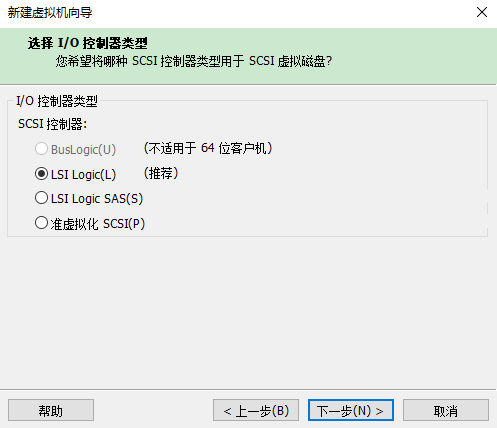 新建虚拟机向导
选择 I/O 控制器类型
您希望将哪种 SCSI 控制器类型用于 SCSI 虚拟磁盘?
I/O 控制器类型
SCSI 控制器:
BusLogic(U) (不适用于 64 位客户机)
LSI Logic(L) (推荐)
LSI Logic SAS(S)
准虚拟化 SCSI(P)
帮助 < 上一步(B) 下一步(N) > 取消